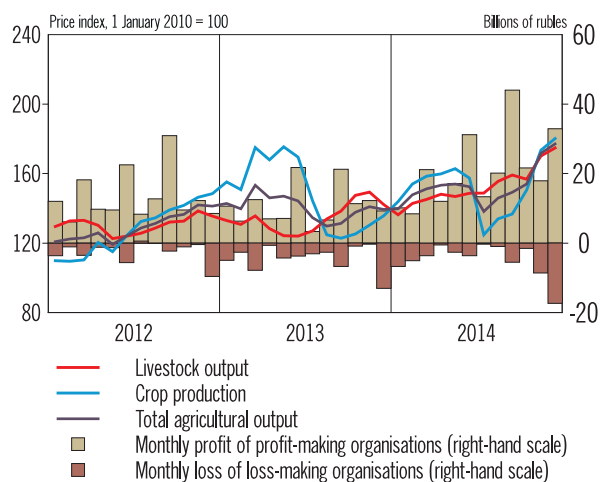 Price index, 1 January 2010 = 100
Billions of rubles
240
60
200
40
160
20
120
0
80
-20
2012
2013
2014
Livestock output
Crop production
Total agricultural output
Monthly profit of profit-making organisations (right-hand scale)
Monthly loss of loss-making organisations (right-hand scale)